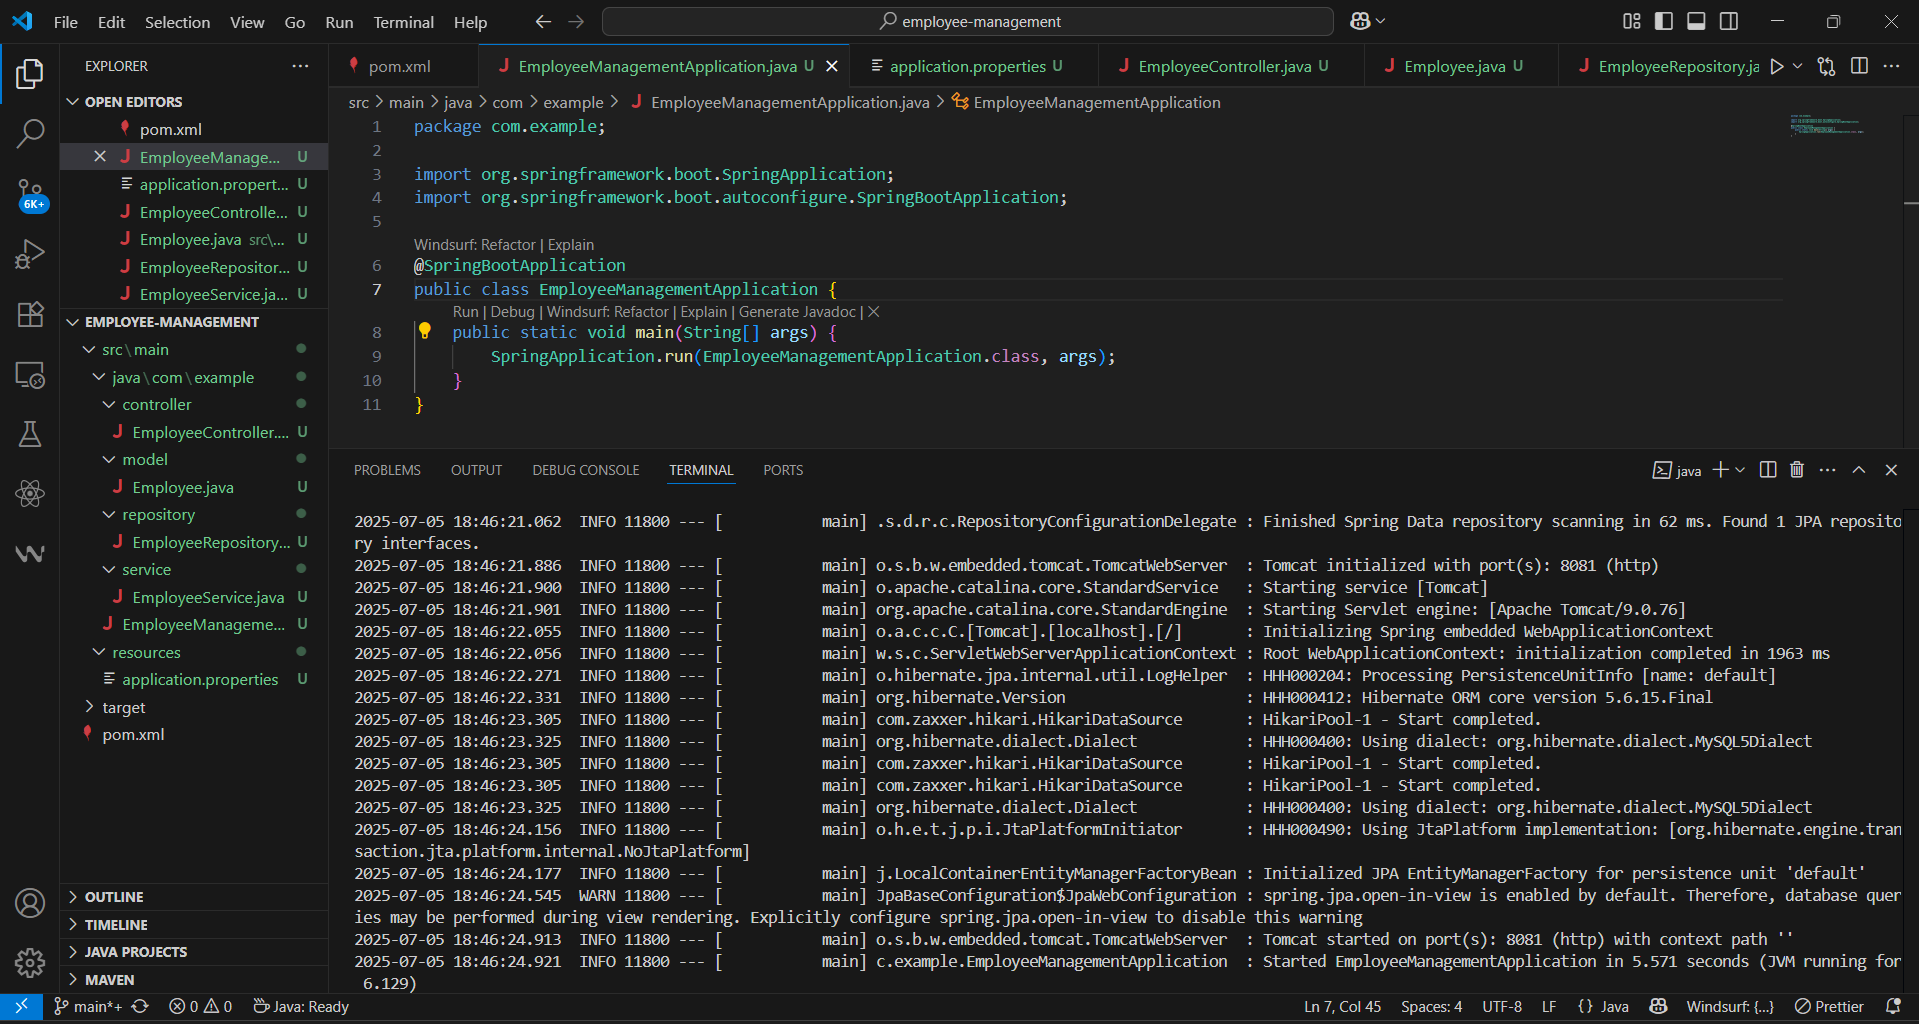 File Edit Selection View Go Run Terminal Help employee-management
EXPLORER
OPEN EDITORS
pom.xml
EmployeeManage... U
application.propert... U
EmployeeControlle... U
Employee.java src\... U
EmployeeRepositor... U
EmployeeService.ja... U
EMPLOYEE-MANAGEMENT
src\main
java\com\example
controller
EmployeeController.... U
model
Employee.java U
repository
EmployeeRepository... U
service
EmployeeService.java U
EmployeeManageme... U
resources
application.properties U
target
pom.xml
OUTLINE
TIMELINE
JAVA PROJECTS
MAVEN
6K+
pom.xml EmployeeManagementApplication.java U application.properties U EmployeeController.java U Employee.java U EmployeeRepository.ja
src > main > java > com > example > EmployeeManagementApplication.java > EmployeeManagementApplication
1 package com.example;
2
3 import org.springframework.boot.SpringApplication;
4 import org.springframework.boot.autoconfigure.SpringBootApplication;
5
Windsurf: Refactor | Explain
6 @SpringBootApplication
7 public class EmployeeManagementApplication {
Run | Debug | Windsurf: Refactor | Explain | Generate Javadoc | ✕
8 public static void main(String[] args) {
9 SpringApplication.run(EmployeeManagementApplication.class, args);
10 }
11 }
PROBLEMS OUTPUT DEBUG CONSOLE TERMINAL PORTS java
2025-07-05 18:46:21.062 INFO 11800 --- [ main] .s.d.r.c.RepositoryConfigurationDelegate : Finished Spring Data repository scanning in 62 ms. Found 1 JPA reposito
ry interfaces.
2025-07-05 18:46:21.886 INFO 11800 --- [ main] o.s.b.w.embedded.tomcat.TomcatWebServer : Tomcat initialized with port(s): 8081 (http)
2025-07-05 18:46:21.900 INFO 11800 --- [ main] o.apache.catalina.core.StandardService : Starting service [Tomcat]
2025-07-05 18:46:21.901 INFO 11800 --- [ main] org.apache.catalina.core.StandardEngine : Starting Servlet engine: [Apache Tomcat/9.0.76]
2025-07-05 18:46:22.055 INFO 11800 --- [ main] o.a.c.c.C.[Tomcat].[localhost].[/] : Initializing Spring embedded WebApplicationContext
2025-07-05 18:46:22.056 INFO 11800 --- [ main] w.s.c.ServletWebServerApplicationContext : Root WebApplicationContext: initialization completed in 1963 ms
2025-07-05 18:46:22.271 INFO 11800 --- [ main] o.hibernate.jpa.internal.util.LogHelper : HHH000204: Processing PersistenceUnitInfo [name: default]
2025-07-05 18:46:22.331 INFO 11800 --- [ main] org.hibernate.Version : HHH000412: Hibernate ORM core version 5.6.15.Final
2025-07-05 18:46:23.305 INFO 11800 --- [ main] com.zaxxer.hikari.HikariDataSource : HikariPool-1 - Start completed.
2025-07-05 18:46:23.325 INFO 11800 --- [ main] org.hibernate.dialect.Dialect : HHH000400: Using dialect: org.hibernate.dialect.MySQL5Dialect
2025-07-05 18:46:23.305 INFO 11800 --- [ main] com.zaxxer.hikari.HikariDataSource : HikariPool-1 - Start completed.
2025-07-05 18:46:23.305 INFO 11800 --- [ main] com.zaxxer.hikari.HikariDataSource : HikariPool-1 - Start completed.
2025-07-05 18:46:23.325 INFO 11800 --- [ main] org.hibernate.dialect.Dialect : HHH000400: Using dialect: org.hibernate.dialect.MySQL5Dialect
2025-07-05 18:46:24.156 INFO 11800 --- [ main] o.h.e.t.j.p.i.JtaPlatformInitiator : HHH000490: Using JtaPlatform implementation: [org.hibernate.engine.tran
saction.jta.platform.internal.NoJtaPlatform]
2025-07-05 18:46:24.177 INFO 11800 --- [ main] j.LocalContainerEntityManagerFactoryBean : Initialized JPA EntityManagerFactory for persistence unit 'default'
2025-07-05 18:46:24.545 WARN 11800 --- [ main] JpaBaseConfiguration$JpaWebConfiguration : spring.jpa.open-in-view is enabled by default. Therefore, database quer
ies may be performed during view rendering. Explicitly configure spring.jpa.open-in-view to disable this warning
2025-07-05 18:46:24.913 INFO 11800 --- [ main] o.s.b.w.embedded.tomcat.TomcatWebServer : Tomcat started on port(s): 8081 (http) with context path ''
2025-07-05 18:46:24.921 INFO 11800 --- [ main] c.example.EmployeeManagementApplication : Started EmployeeManagementApplication in 5.571 seconds (JVM running for
6.129)
main*+ 0 0 Java: Ready Ln 7, Col 45 Spaces: 4 UTF-8 LF {} Java Windsurf: {...} Prettier